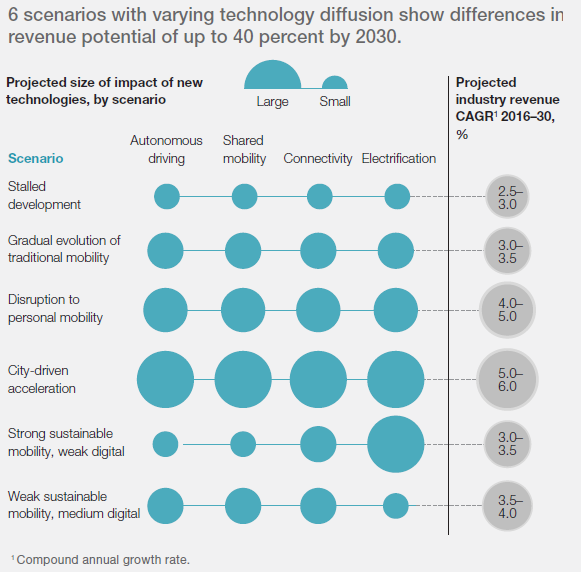 6 scenarios with varying technology diffusion show differences in
revenue potential of up to 40 percent by 2030.
Projected size of impact of new
technologies, by scenario
Large
Small
Projected
industry revenue
CAGR¹ 2016–30,
%
Scenario
Autonomous
driving
Shared
mobility
Connectivity
Electrification
Stalled
development
2.5–
3.0
Gradual evolution of
traditional mobility
3.0–
3.5
Disruption to
personal mobility
4.0–
5.0
City-driven
acceleration
5.0–
6.0
Strong sustainable
mobility, weak digital
3.0–
3.5
Weak sustainable
mobility, medium digital
3.5–
4.0
¹ Compound annual growth rate.